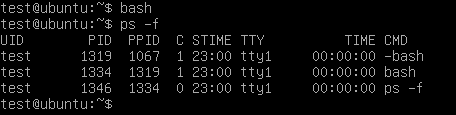 test@ubuntu:~$ bash
test@ubuntu:~$ ps -f
UID          PID    PPID  C STIME TTY          TIME CMD
test        1319    1067  1 23:00 tty1     00:00:00 -bash
test        1334    1319  1 23:00 tty1     00:00:00 bash
test        1346    1334  0 23:00 tty1     00:00:00 ps -f
test@ubuntu:~$